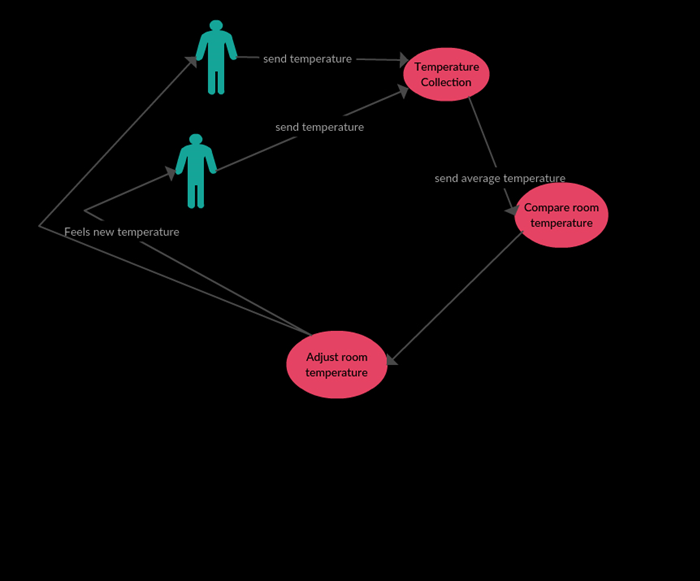 send temperature
Temperature
Collection
send temperature
send average temperature
Compare room
temperature
Feels new temperature
Adjust room
temperature